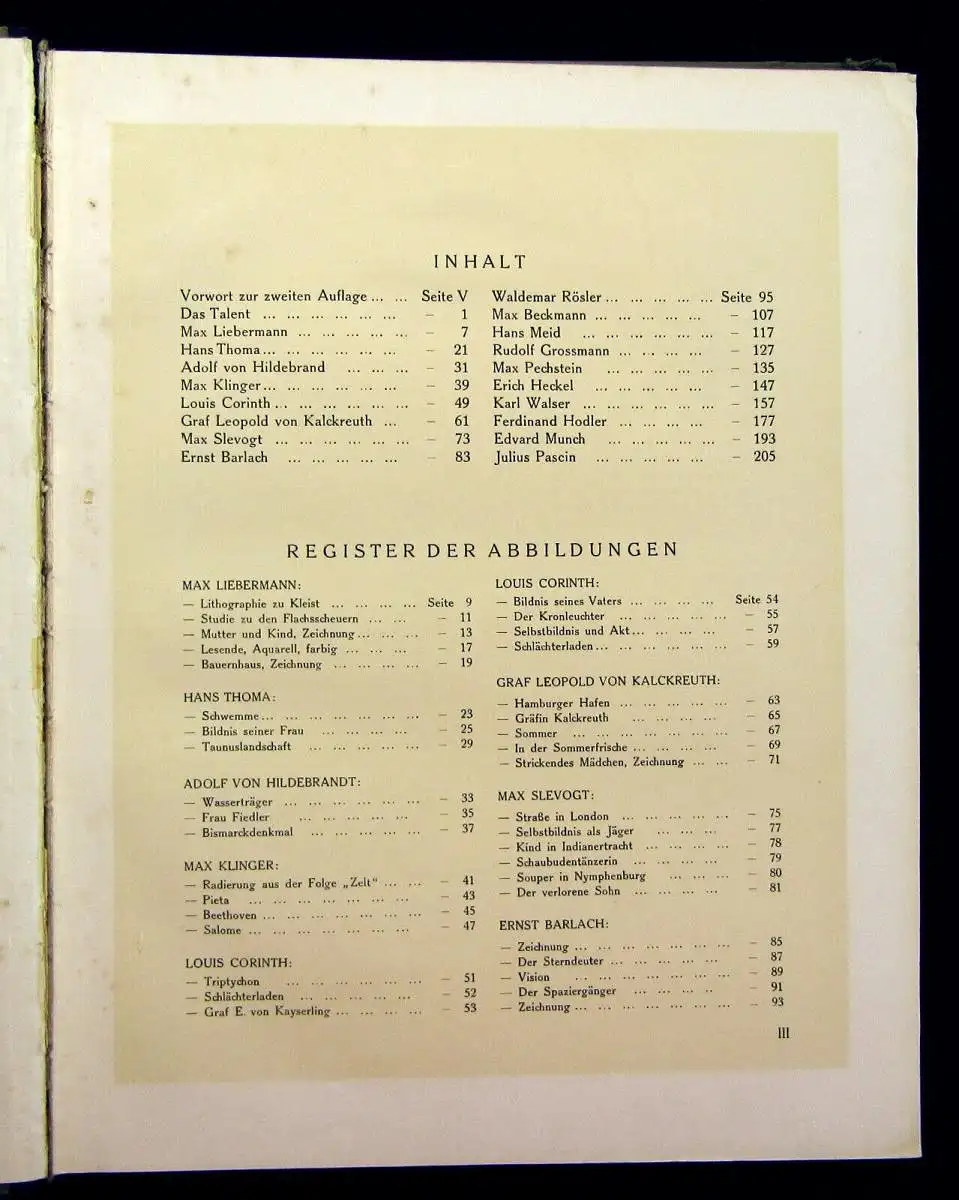 INHALT
Vorwort zur zweiten Auflage ... ... Seite V
Das Talent ... ... ... ... ... ... – 1
Max Liebermann ... ... ... ... ... – 7
Hans Thoma ... ... ... ... ... ... – 21
Adolf von Hildebrand ... ... ... – 31
Max Klinger ... ... ... ... ... ... – 39
Louis Corinth ... ... ... ... ... ... – 49
Graf Leopold von Kalckreuth ... – 61
Max Slevogt ... ... ... ... ... ... – 73
Ernst Barlach ... ... ... ... ... – 83
Waldemar Rösler ... ... ... ... ... Seite 95
Max Beckmann ... ... ... ... ... – 107
Hans Meid ... ... ... ... ... ... – 117
Rudolf Grossmann ... ... ... ... – 127
Max Pechstein ... ... ... ... ... – 135
Erich Heckel ... ... ... ... ... – 147
Karl Walser ... ... ... ... ... ... – 157
Ferdinand Hodler ... ... ... ... – 177
Edvard Munch ... ... ... ... ... – 193
Julius Pascin ... ... ... ... ... – 205
REGISTER DER ABBILDUNGEN
MAX LIEBERMANN:
— Lithographie zu Kleist ... ... ... ... Seite 9
— Studie zu den Flachsscheuern ... ... – 11
— Mutter und Kind, Zeichnung ... ... ... – 13
— Lesende, Aquarell, farbig ... ... ... – 17
— Bauernhaus, Zeichnung ... ... ... ... – 19
HANS THOMA:
— Schwemme ... ... ... ... ... ... ... – 23
— Bildnis seiner Frau ... ... ... ... – 25
— Taunuslandschaft ... ... ... ... ... – 29
ADOLF VON HILDEBRANDT:
— Wasserträger ... ... ... ... ... ... – 33
— Frau Fiedler ... ... ... ... ... – 35
— Bismarckdenkmal ... ... ... ... ... – 37
MAX KLINGER:
— Radierung aus der Folge „Zelt“ ... ... – 41
— Pieta ... ... ... ... ... ... ... – 43
— Beethoven ... ... ... ... ... ... ... – 45
— Salome ... ... ... ... ... ... ... – 47
LOUIS CORINTH:
— Triptychon ... ... ... ... ... ... – 51
— Schlächterladen ... ... ... ... ... – 52
— Graf E. von Kayserling ... ... ... ... – 53
LOUIS CORINTH:
— Bildnis seines Vaters ... ... ... ... Seite 54
— Der Kronleuchter ... ... ... ... ... – 55
— Selbstbildnis und Akt ... ... ... ... – 57
— Schlächterladen ... ... ... ... ... ... – 59
GRAF LEOPOLD VON KALCKREUTH:
— Hamburger Hafen ... ... ... ... ... – 63
— Gräfin Kalckreuth ... ... ... ... – 65
— Sommer ... ... ... ... ... ... ... – 67
— In der Sommerfrische ... ... ... ... – 69
— Strickendes Mädchen, Zeichnung ... ... – 71
MAX SLEVOGT:
— Straße in London ... ... ... ... ... – 75
— Selbstbildnis als Jäger ... ... ... – 77
— Kind in Indianertracht ... ... ... ... – 78
— Schaubudentänzerin ... ... ... ... – 79
— Souper in Nymphenburg ... ... ... – 80
— Der verlorene Sohn ... ... ... ... – 81
ERNST BARLACH:
— Zeichnung ... ... ... ... ... ... ... – 85
— Der Sterndeuter ... ... ... ... ... – 87
— Vision ... ... ... ... ... ... ... – 89
— Der Spaziergänger ... ... ... ... – 91
— Zeichnung ... ... ... ... ... ... ... – 93
III